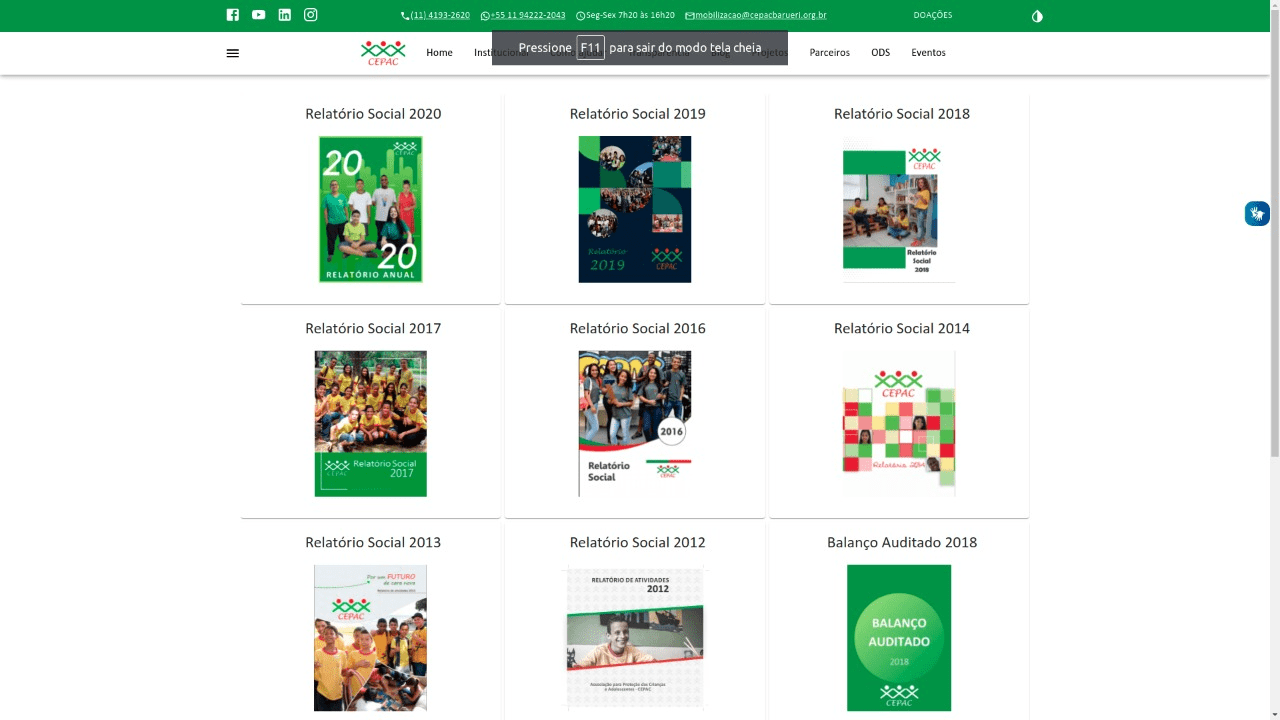 (11) 4193-2620 +55 11 94222-2043 Seg-Sex 7h20 às 16h20 mobilizacao@cepacbarueri.org.br DOAÇÕES
Pressione F11 para sair do modo tela cheia
CEPAC Home Institucional Projetos Parceiros ODS Eventos
Relatório Social 2020 Relatório Social 2019 Relatório Social 2018
20
CEPAC
20
RELATÓRIO ANUAL
Relatório
2019
CEPAC
CEPAC
Relatório
Social
2018
Relatório Social 2017 Relatório Social 2016 Relatório Social 2014
CEPAC
Relatório Social
2017
2016
Relatório
Social
CEPAC
CEPAC
Relatório 2014
Relatório Social 2013 Relatório Social 2012 Balanço Auditado 2018
Por um FUTURO
de cara nova
CEPAC
RELATÓRIO DE ATIVIDADES
2012
Associação para Proteção das Crianças
e Adolescentes - CEPAC
BALANÇO
AUDITADO
2018
CEPAC